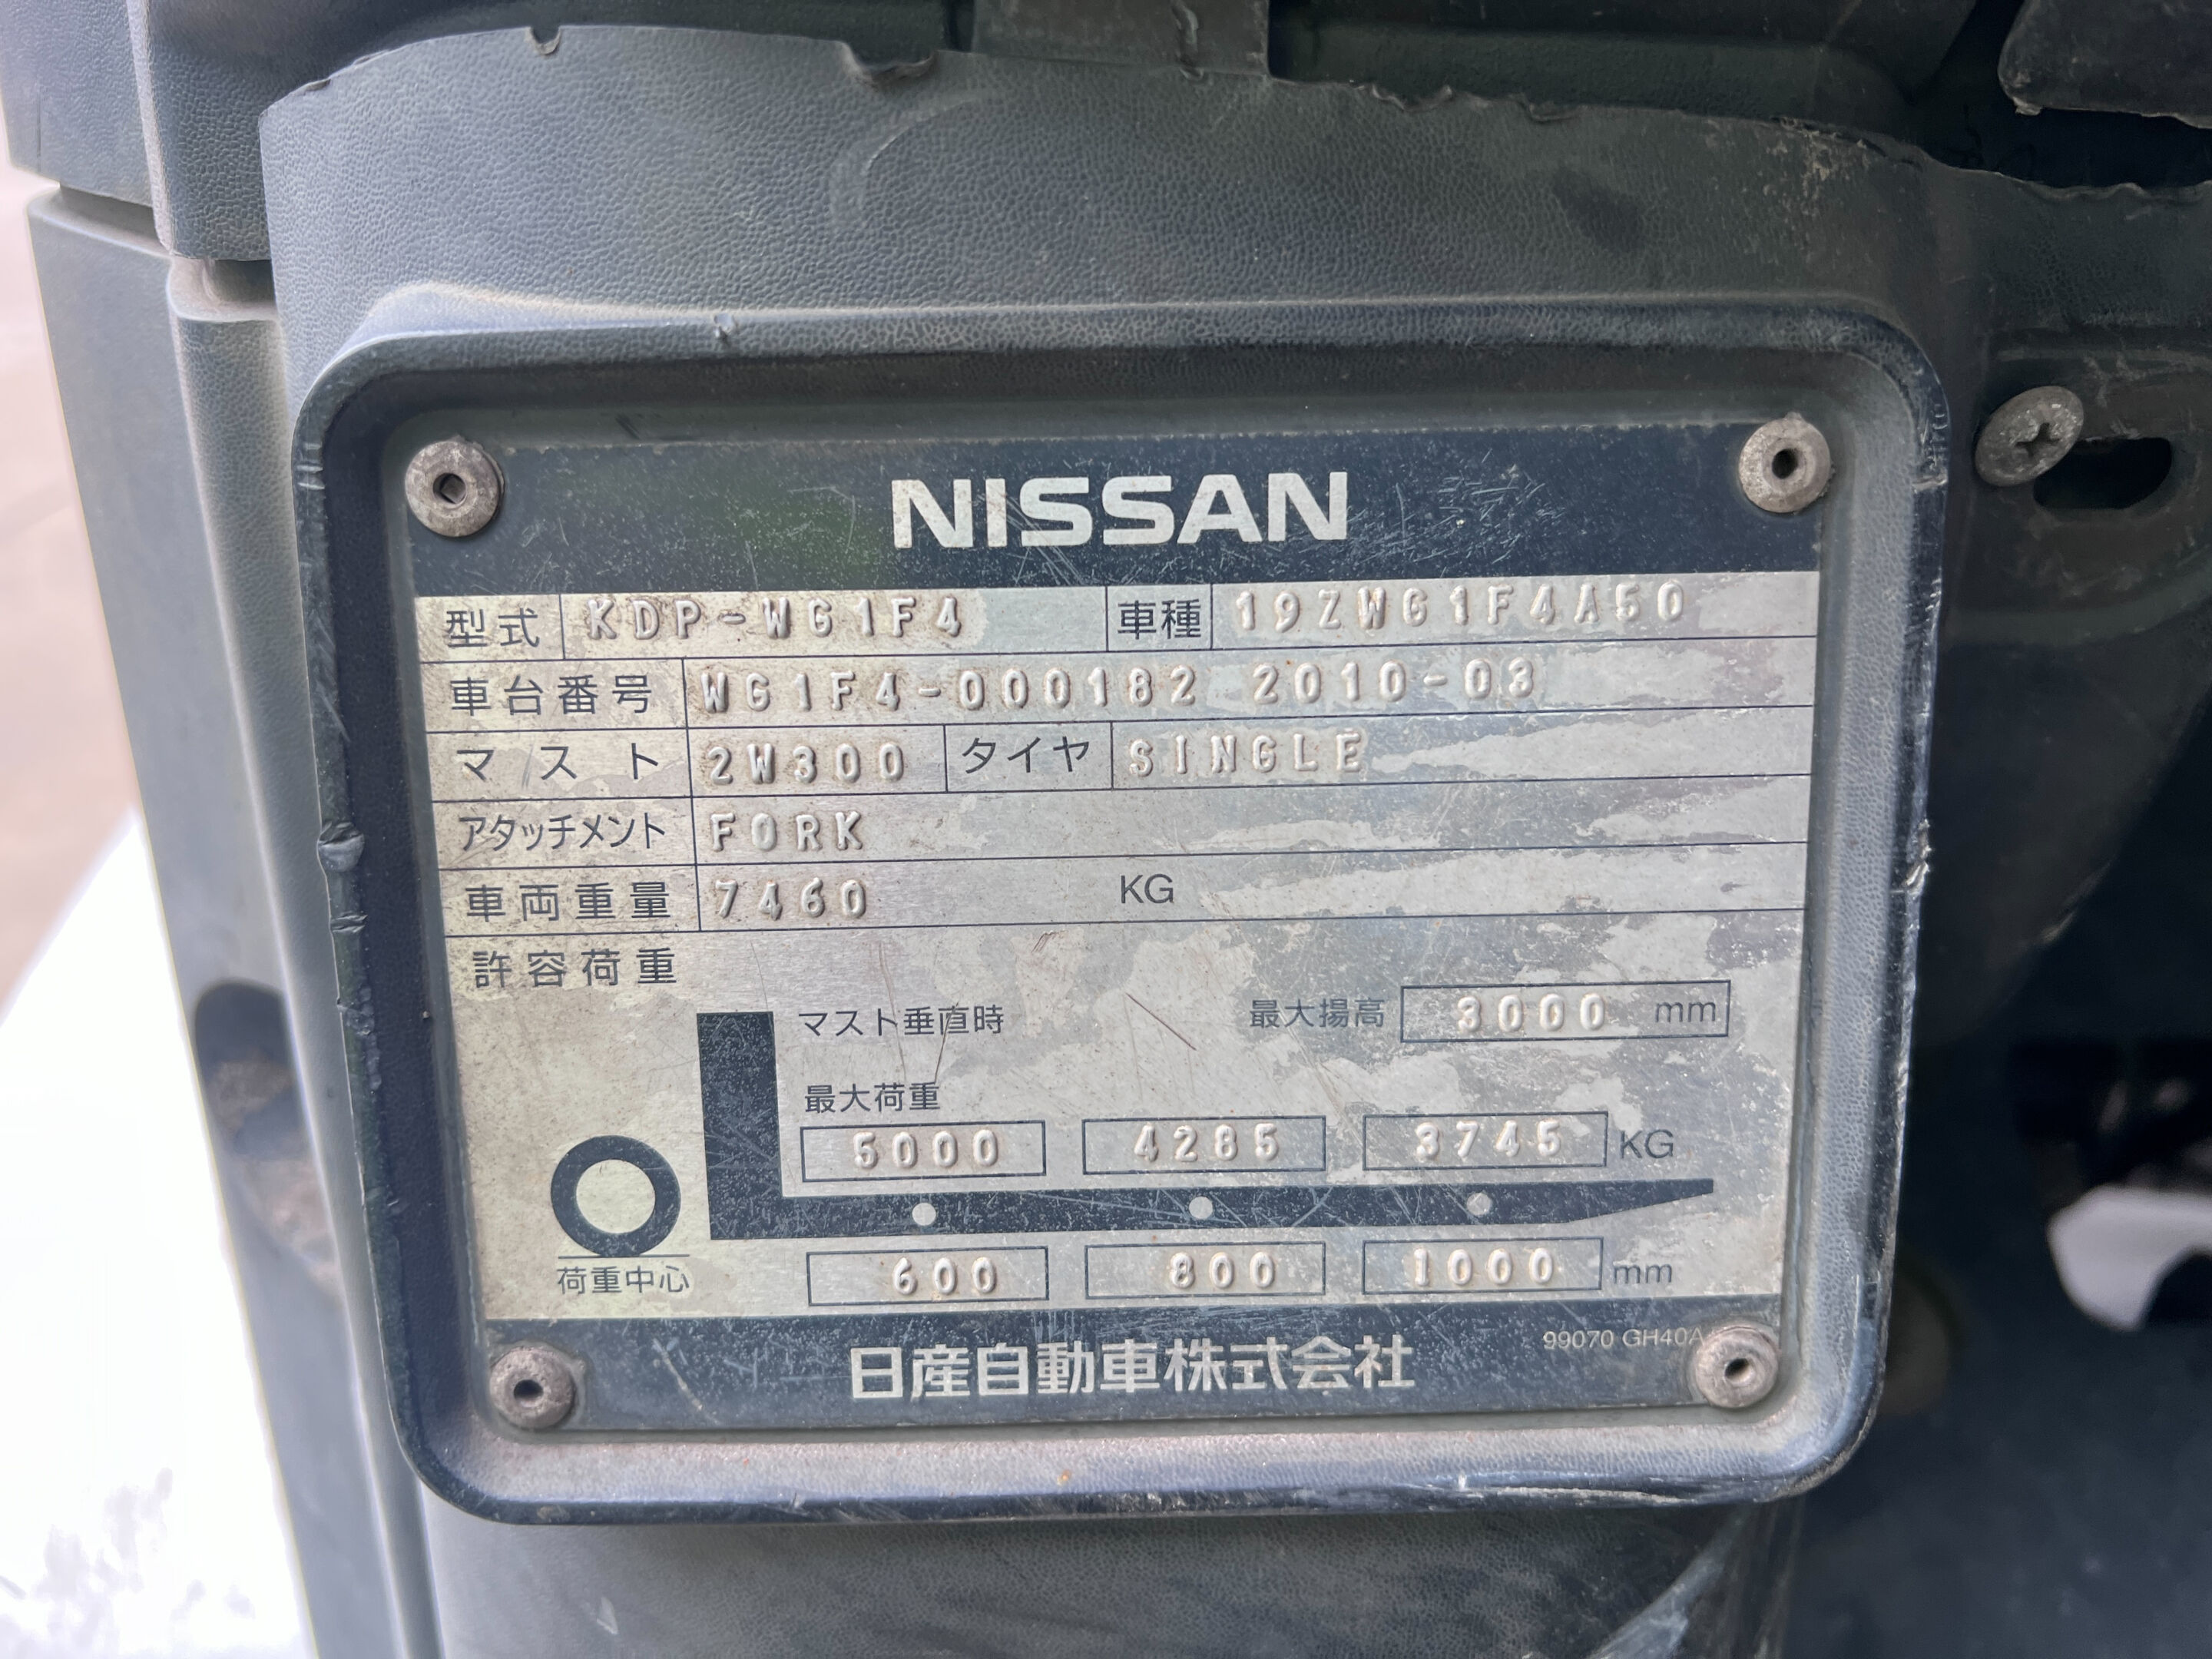 NISSAN
型式 KDP-WG1F4 車種 19ZWG1F4A50
車台番号 WG1F4-000182 2010-03
マスト 2W300 タイヤ SINGLE
アタッチメント FORK
車両重量 7460 KG
許容荷重
マスト垂直時 最大揚高 3000 mm
最大荷重
5000 4285 3745 KG
600 800 1000 mm
荷重中心
日産自動車株式会社
99070 GH40A